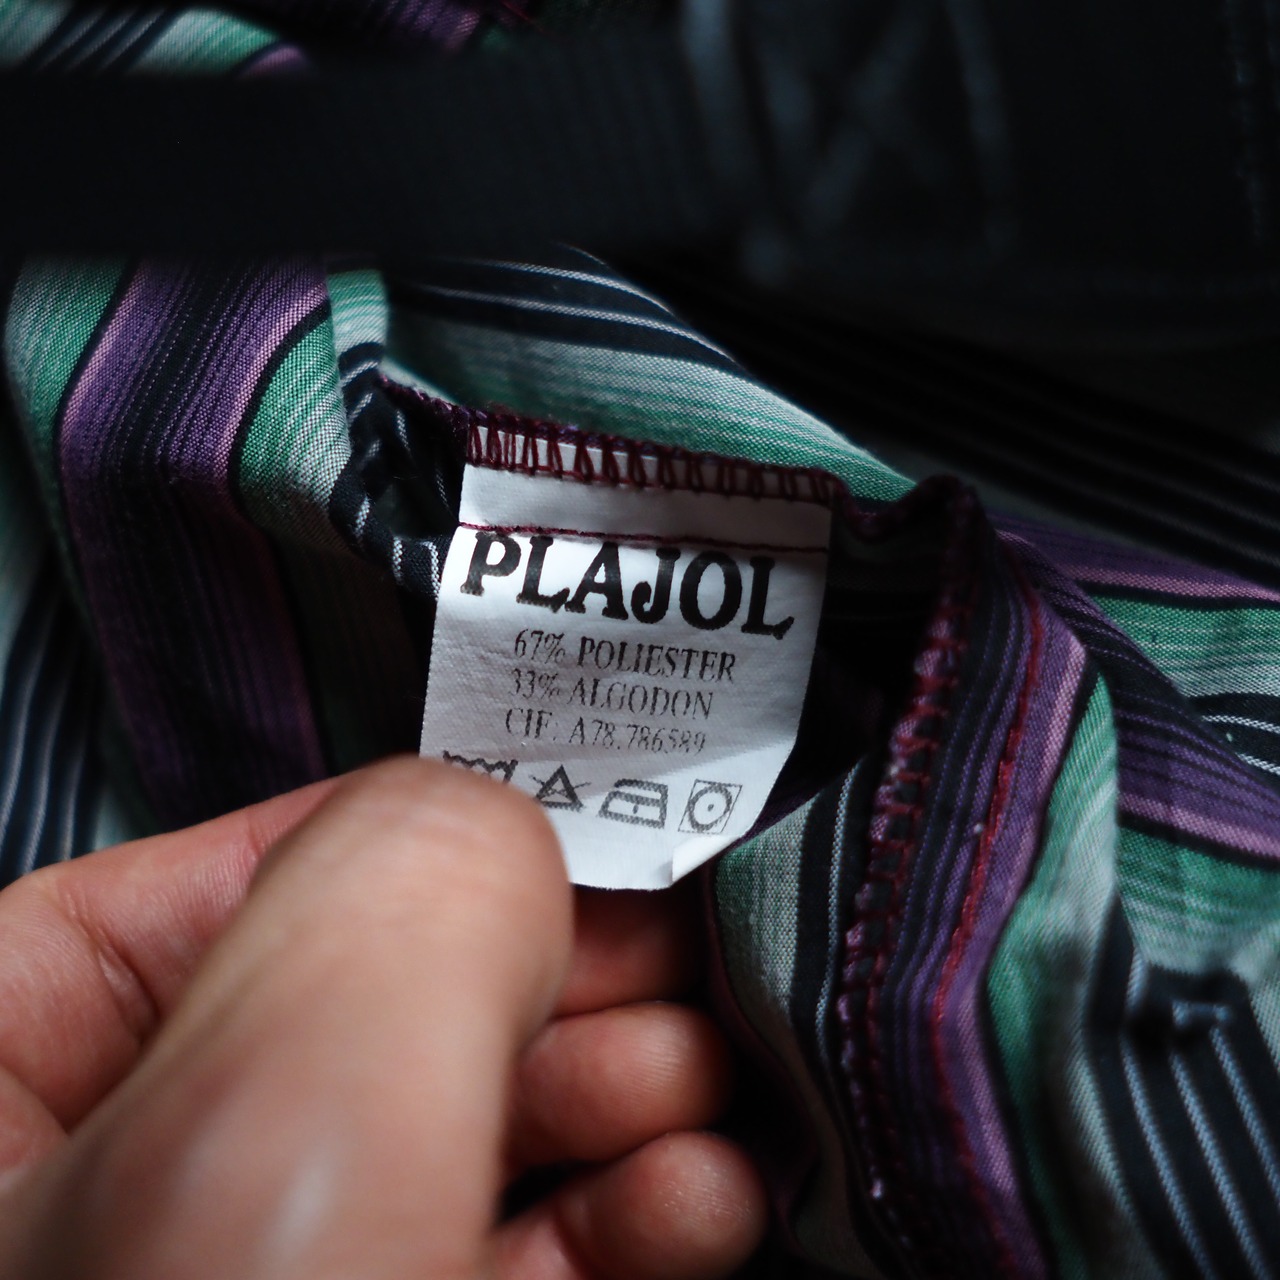 PLAJOL
67% POLIESTER
33% ALGODON
CIF: A78.786589